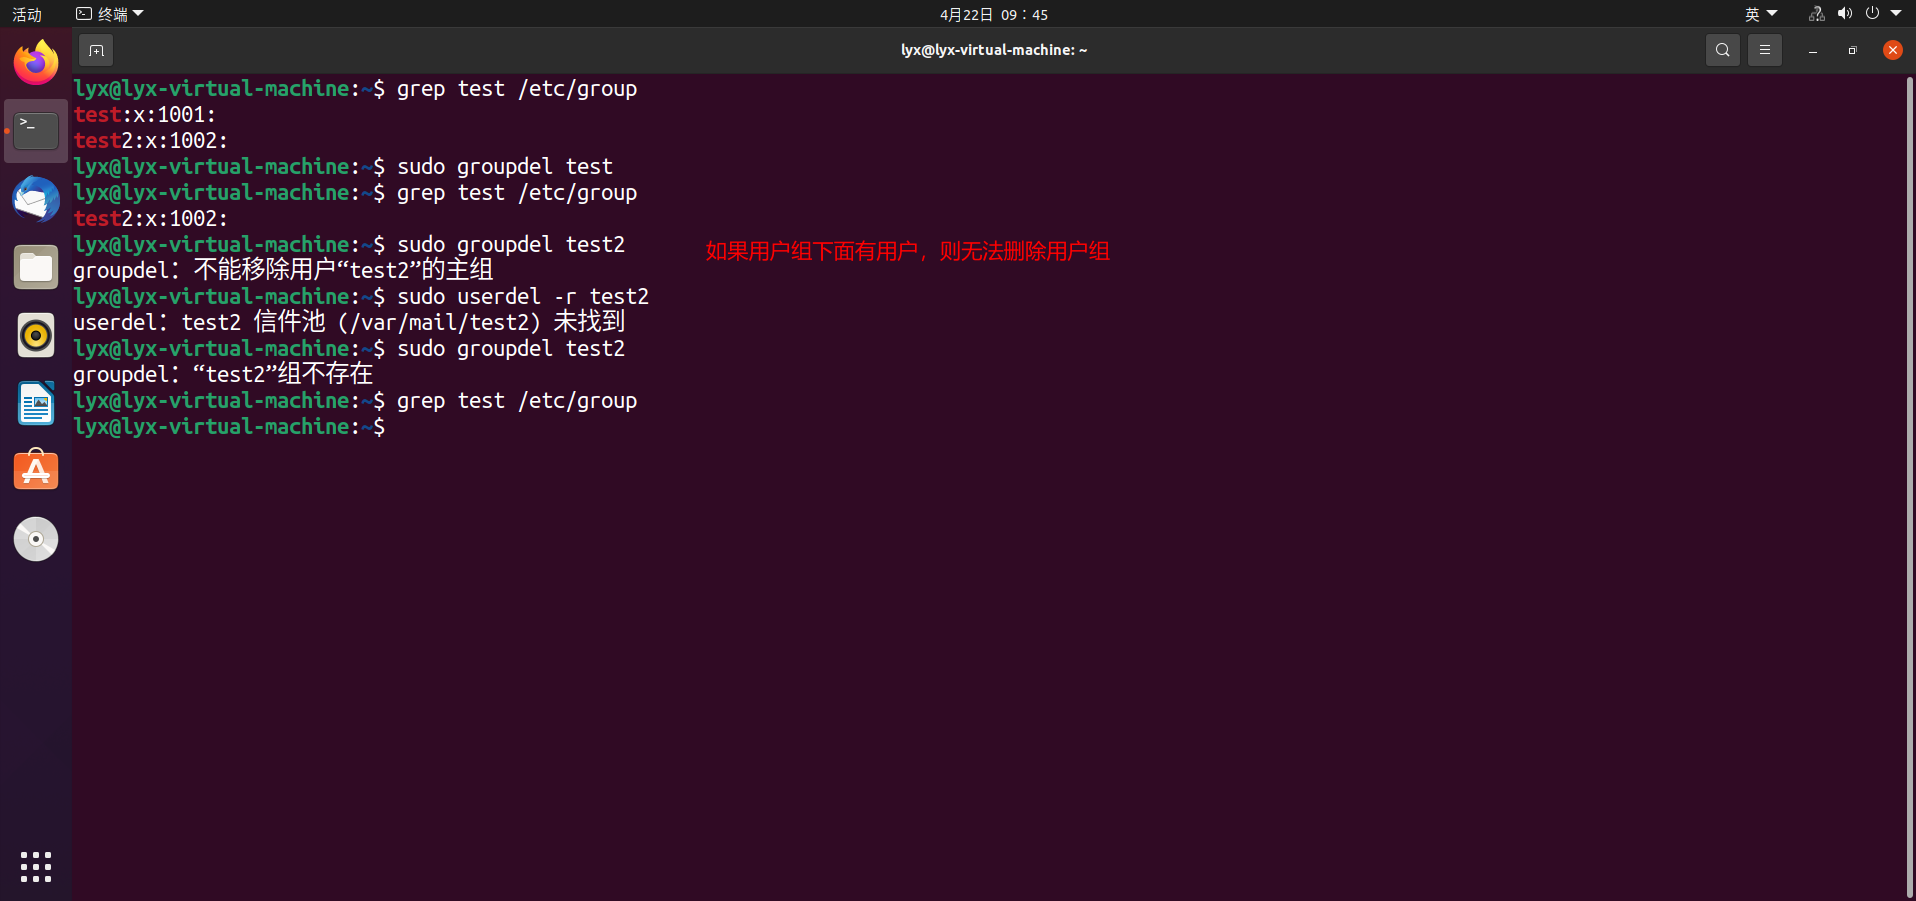 活动 终端 4月22日 09：45 英
lyx@lyx-virtual-machine: ~
lyx@lyx-virtual-machine:~$ grep test /etc/group
test:x:1001:
test2:x:1002:
lyx@lyx-virtual-machine:~$ sudo groupdel test
lyx@lyx-virtual-machine:~$ grep test /etc/group
test2:x:1002:
lyx@lyx-virtual-machine:~$ sudo groupdel test2
如果用户组下面有用户，则无法删除用户组
groupdel：不能移除用户“test2”的主组
lyx@lyx-virtual-machine:~$ sudo userdel -r test2
userdel：test2 信件池 (/var/mail/test2) 未找到
lyx@lyx-virtual-machine:~$ sudo groupdel test2
groupdel：“test2”组不存在
lyx@lyx-virtual-machine:~$ grep test /etc/group
lyx@lyx-virtual-machine:~$